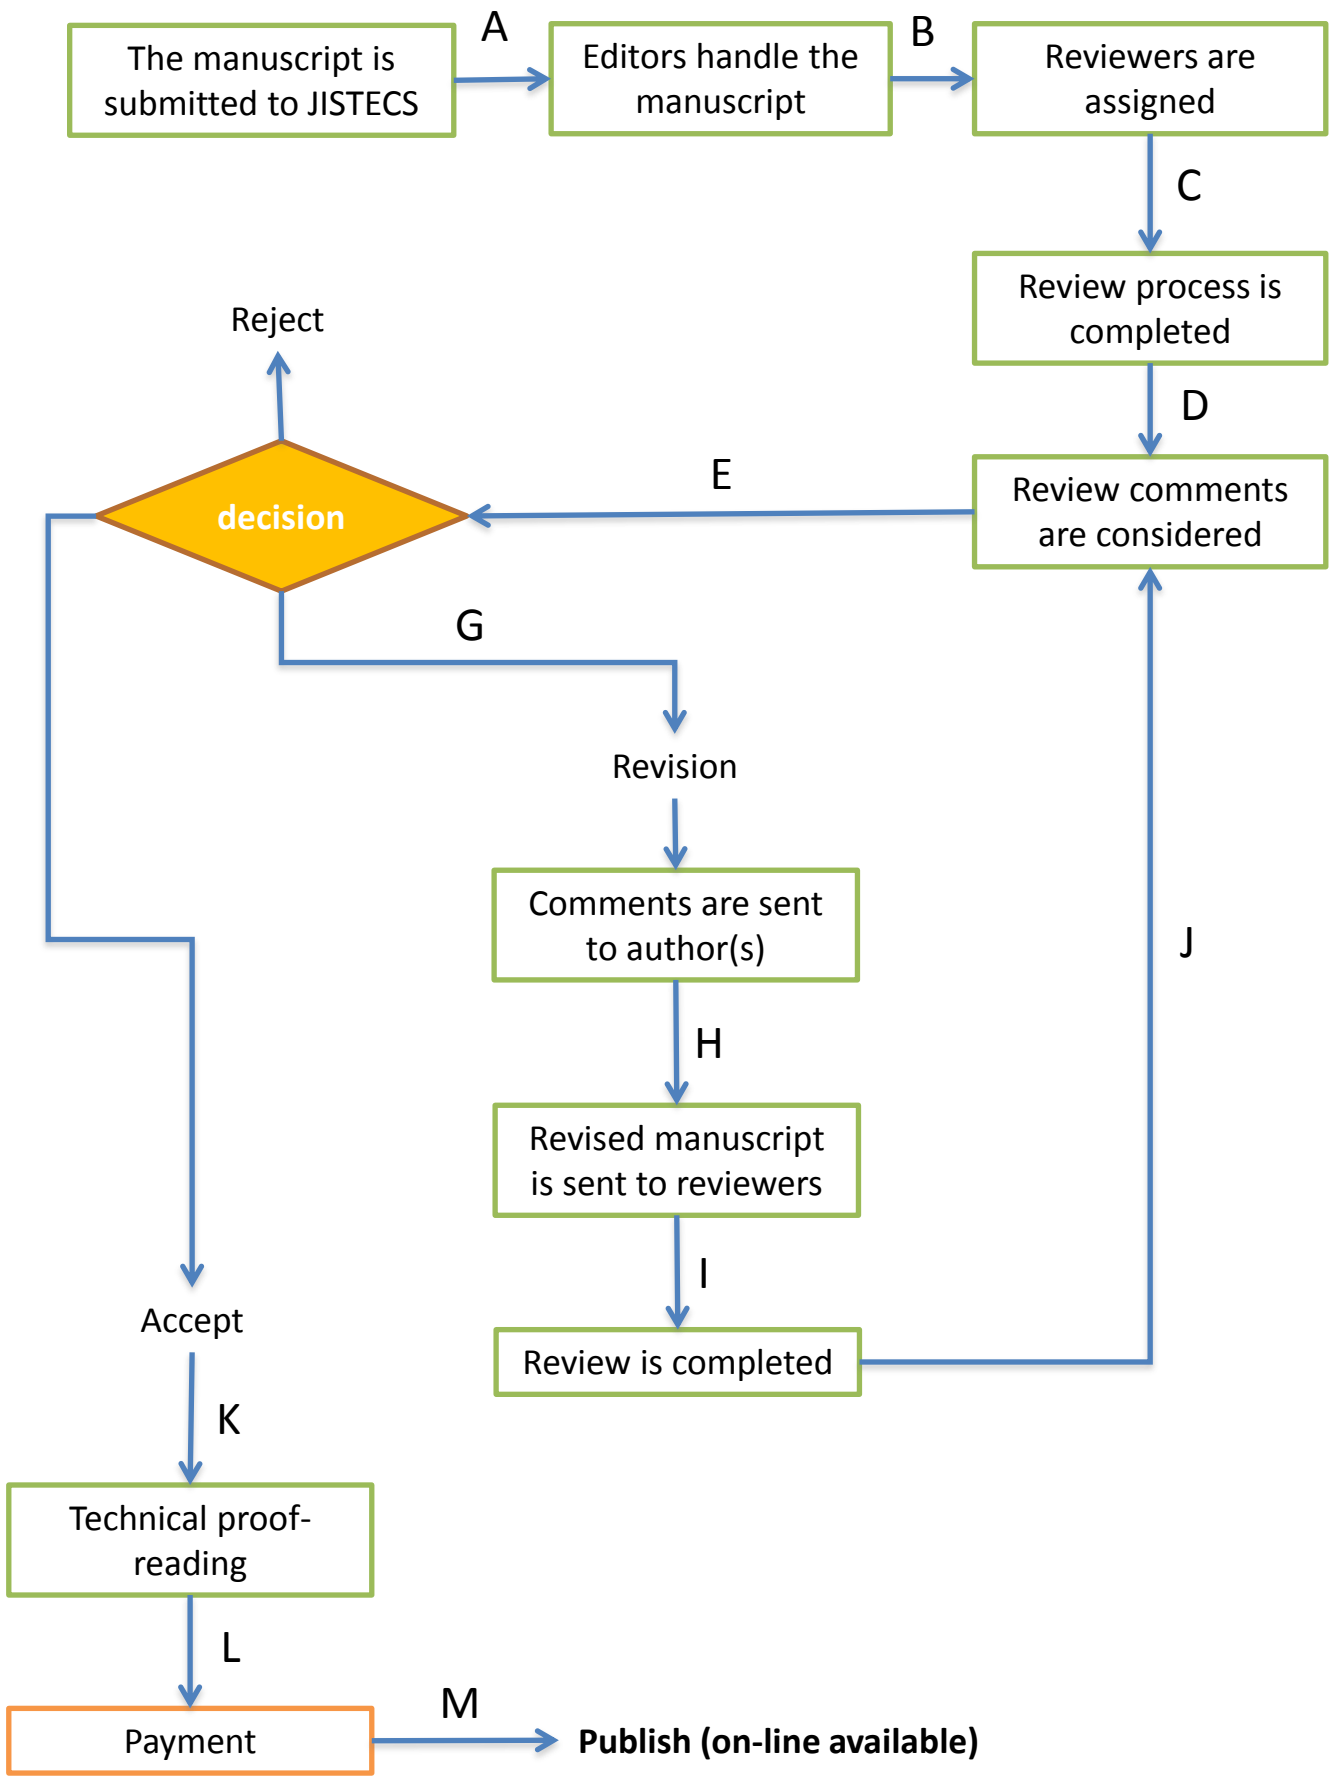 A
The manuscript is
submitted to JISTECS
Editors handle the
manuscript
B
Reviewers are
assigned
C
Review process is
completed
D
Review comments
are considered
E
Reject
decision
G
Revision
Comments are sent
to author(s)
H
Revised manuscript
is sent to reviewers
I
Review is completed
J
Accept
K
Technical proof-
reading
L
Payment
M
Publish (on-line available)